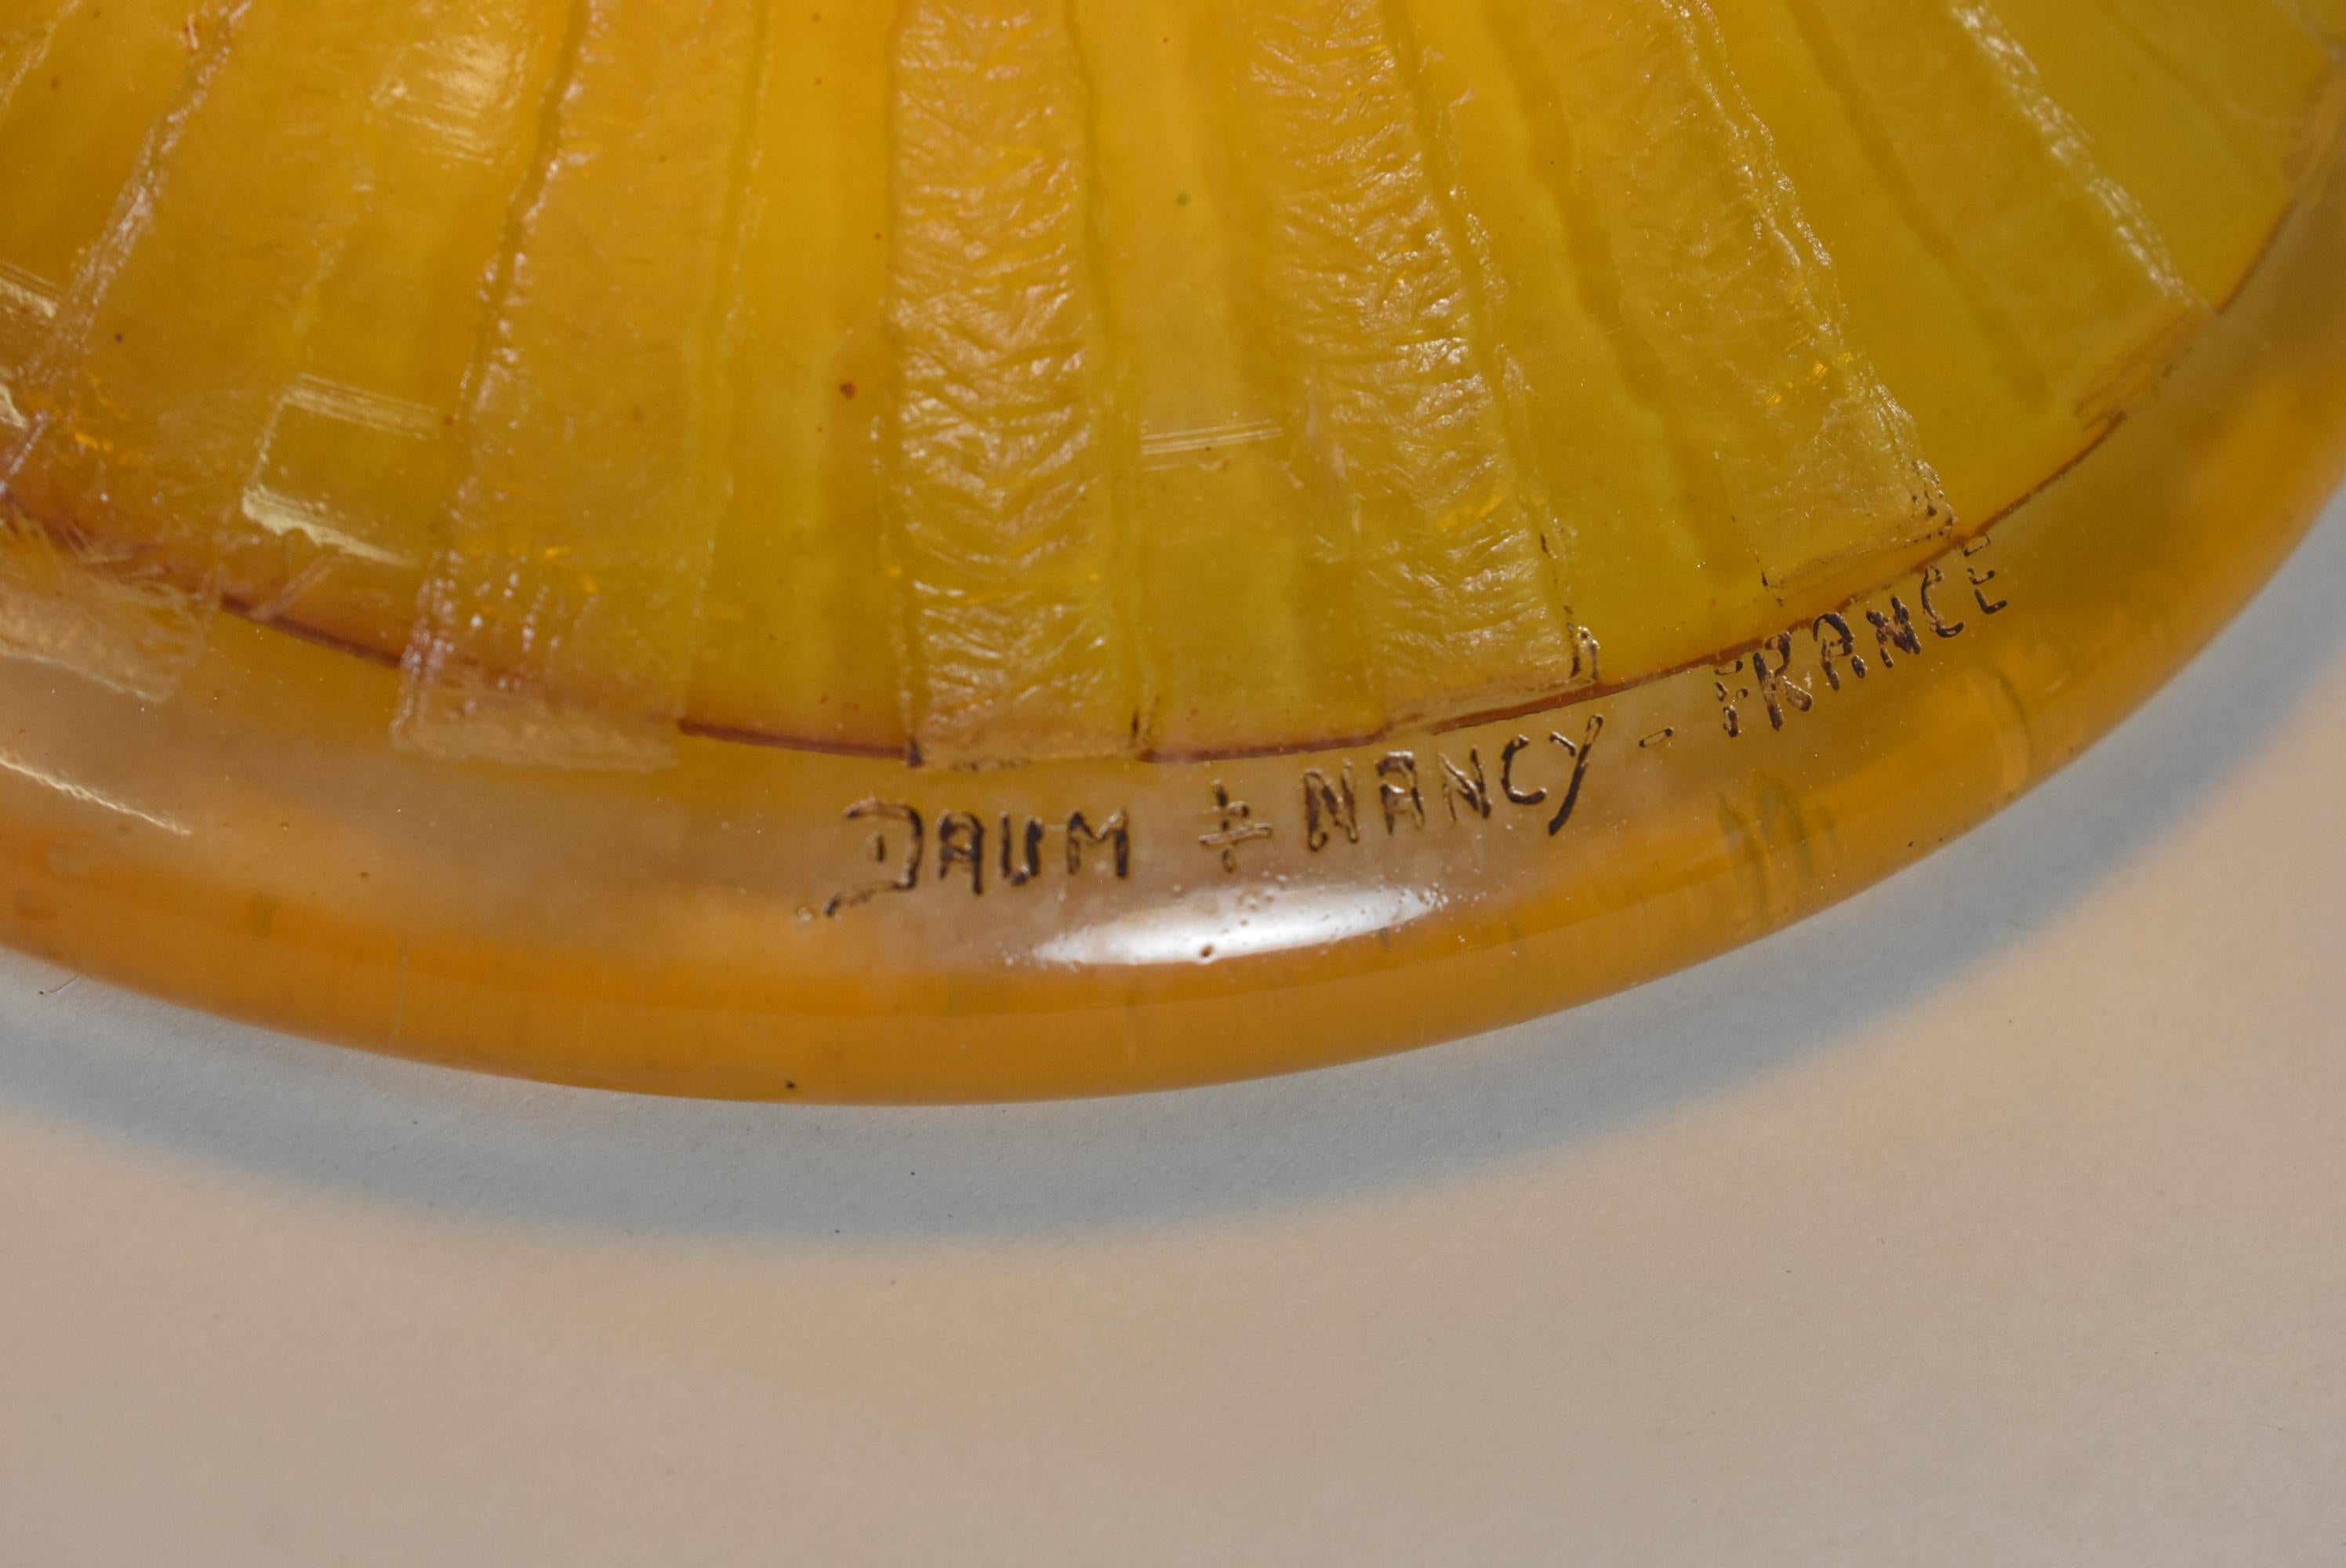 DAUM ‡ NANCY - FRANCE